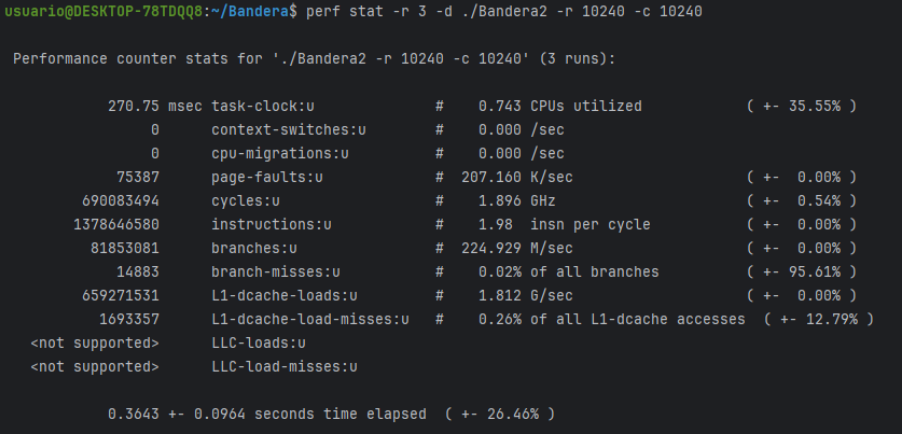 usuario@DESKTOP-78TDQQ8:~/Bandera$ perf stat -r 3 -d ./Bandera2 -r 10240 -c 10240
Performance counter stats for './Bandera2 -r 10240 -c 10240' (3 runs):
270.75 msec task-clock:u # 0.743 CPUs utilized ( +- 35.55% )
0 context-switches:u # 0.000 /sec
0 cpu-migrations:u # 0.000 /sec
75387 page-faults:u # 207.160 K/sec ( +- 0.00% )
690083494 cycles:u # 1.896 GHz ( +- 0.54% )
1378646580 instructions:u # 1.98 insn per cycle ( +- 0.00% )
81853081 branches:u # 224.929 M/sec ( +- 0.00% )
14883 branch-misses:u # 0.02% of all branches ( +- 95.61% )
659271531 L1-dcache-loads:u # 1.812 G/sec ( +- 0.00% )
1693357 L1-dcache-load-misses:u # 0.26% of all L1-dcache accesses ( +- 12.79% )
<not supported> LLC-loads:u
<not supported> LLC-load-misses:u
0.3643 +- 0.0964 seconds time elapsed ( +- 26.46% )